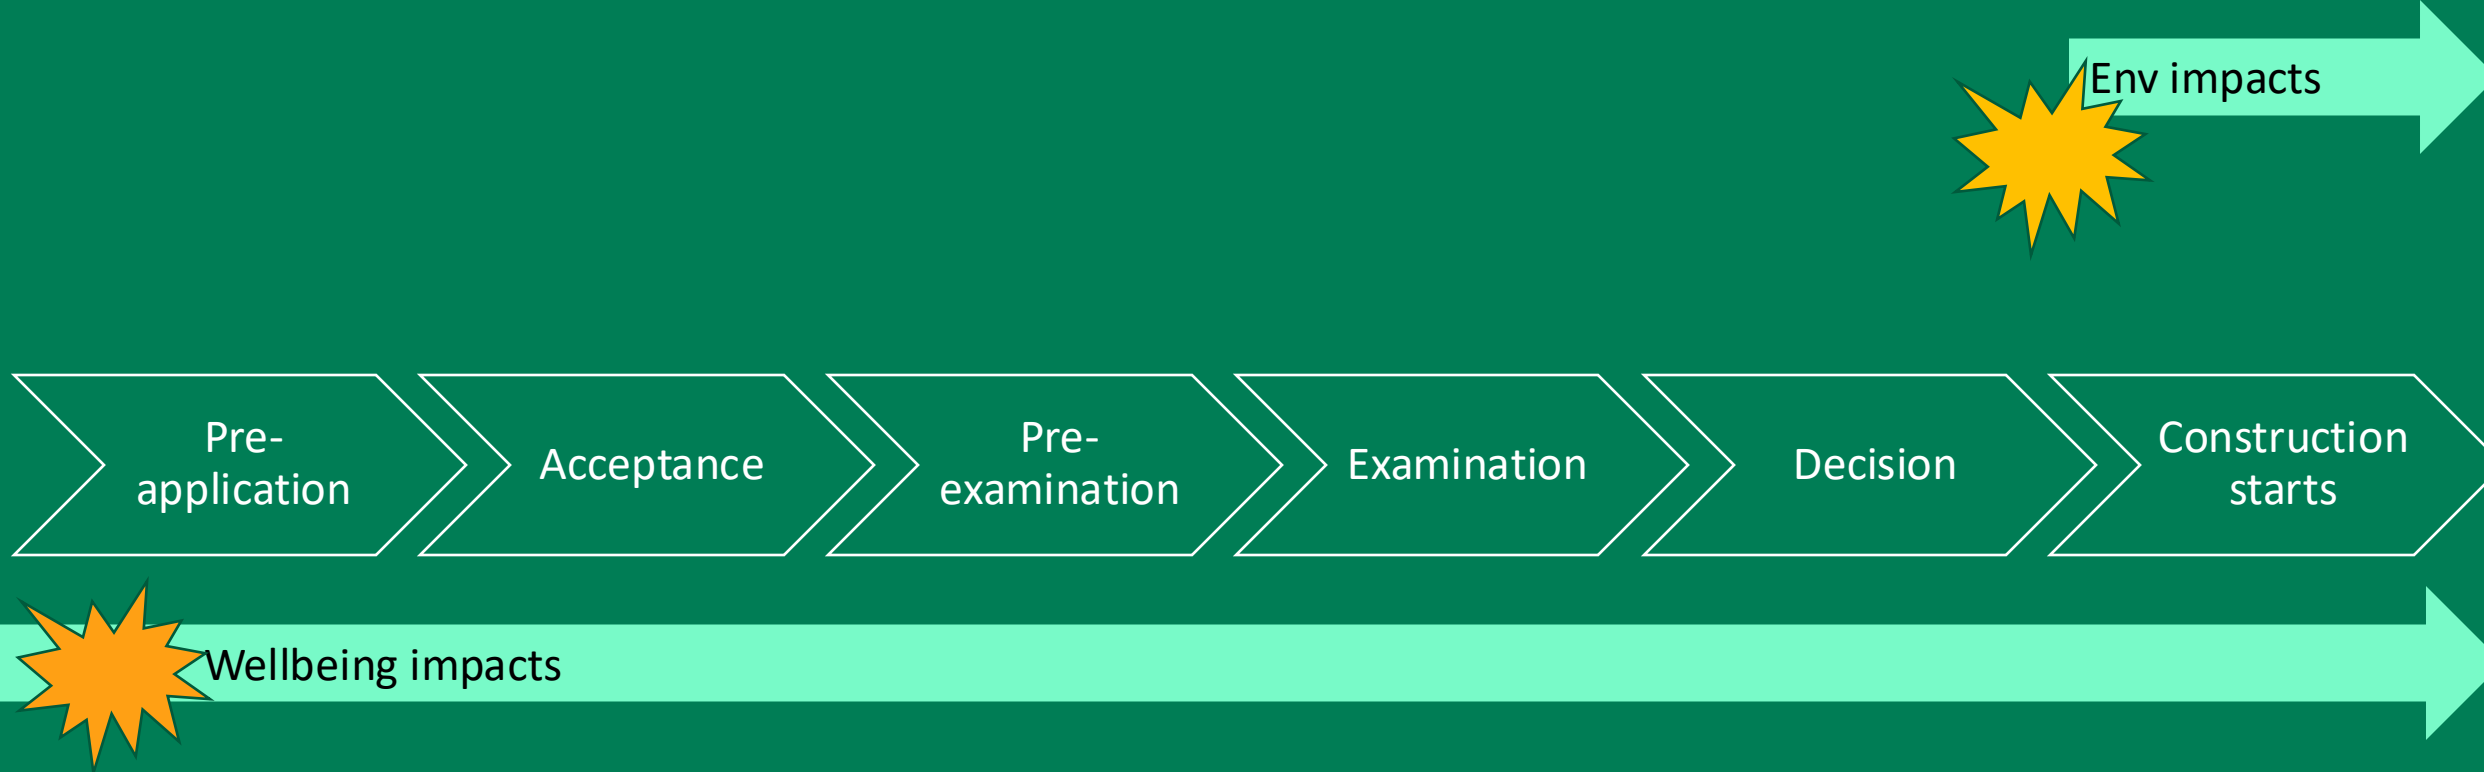 Env impacts
Pre-
application
Acceptance
Pre-
examination
Examination
Decision
Construction
starts
Wellbeing impacts